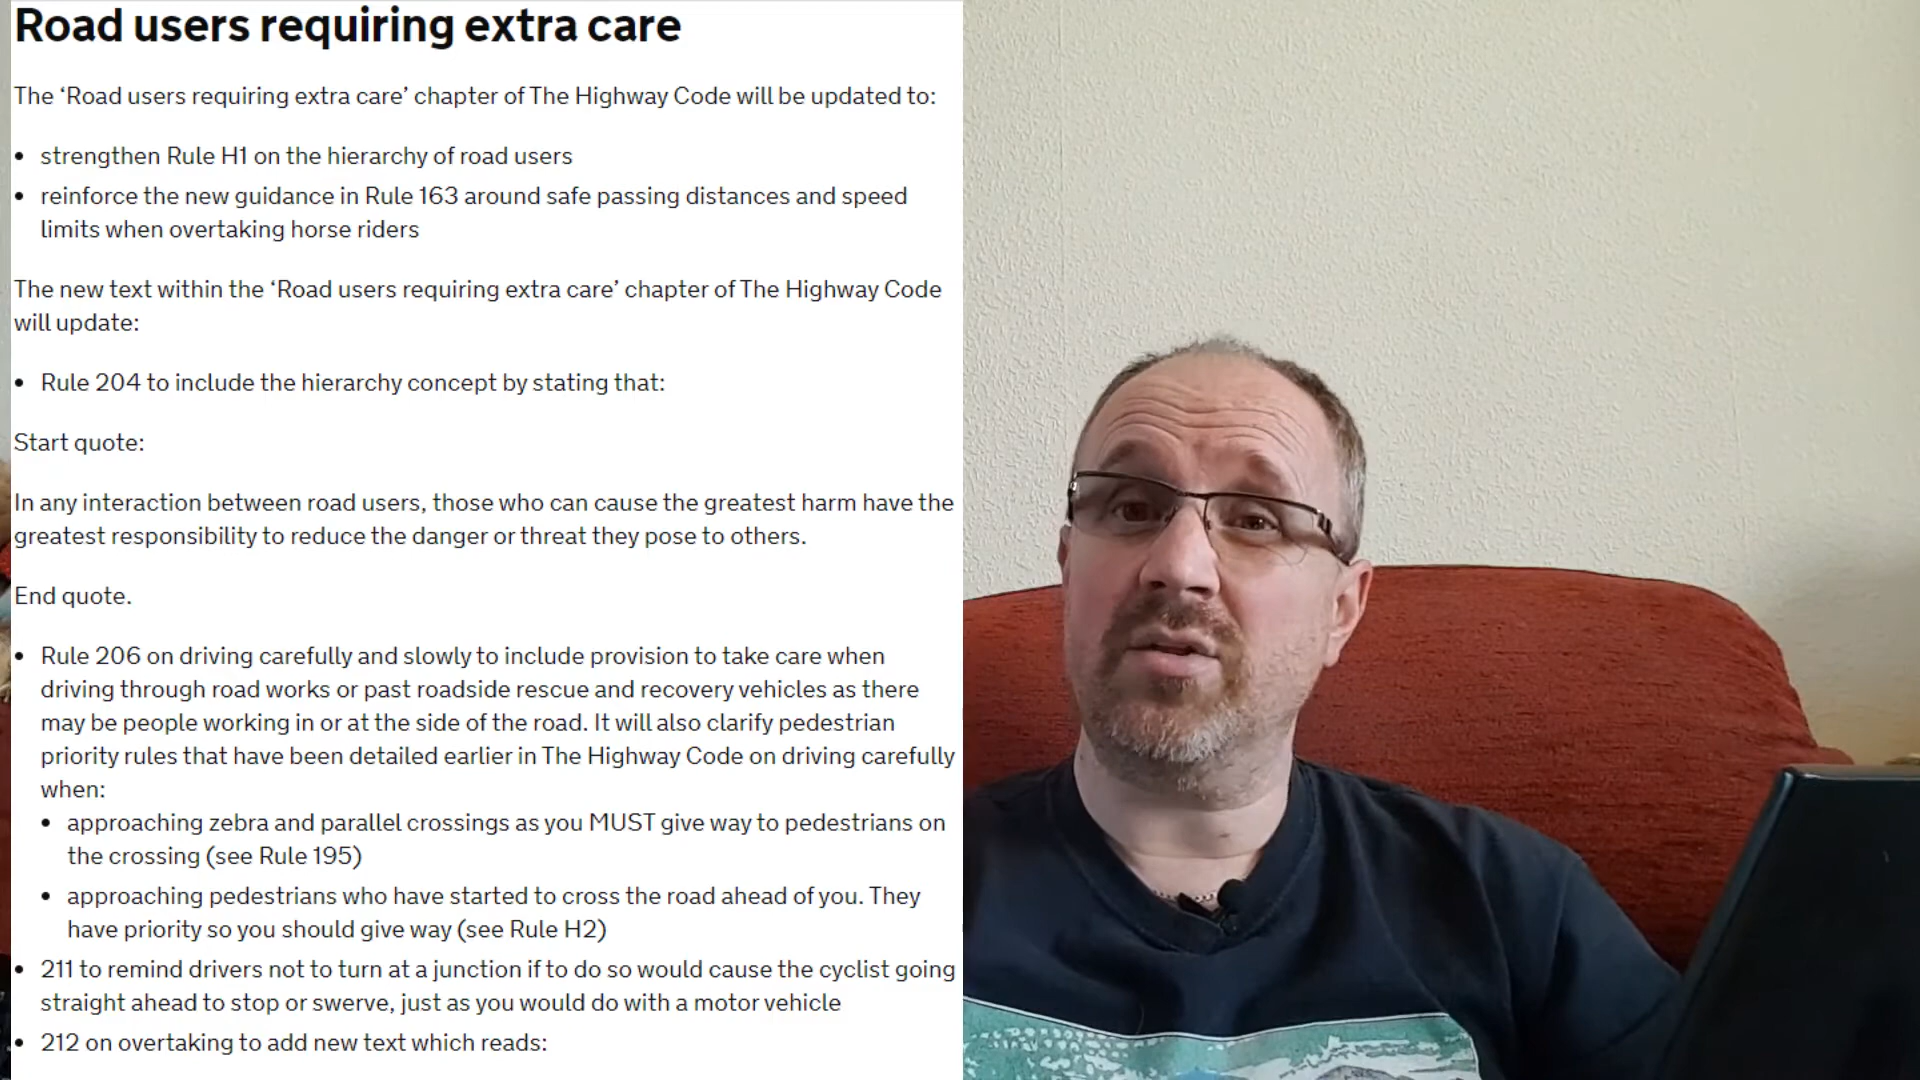 Road users requiring extra care
The ‘Road users requiring extra care’ chapter of The Highway Code will be updated to:
• strengthen Rule H1 on the hierarchy of road users
• reinforce the new guidance in Rule 163 around safe passing distances and speed
limits when overtaking horse riders
The new text within the ‘Road users requiring extra care’ chapter of The Highway Code
will update:
• Rule 204 to include the hierarchy concept by stating that:
Start quote:
In any interaction between road users, those who can cause the greatest harm have the
greatest responsibility to reduce the danger or threat they pose to others.
End quote.
• Rule 206 on driving carefully and slowly to include provision to take care when
driving through road works or past roadside rescue and recovery vehicles as there
may be people working in or at the side of the road. It will also clarify pedestrian
priority rules that have been detailed earlier in The Highway Code on driving carefully
when:
• approaching zebra and parallel crossings as you MUST give way to pedestrians on
the crossing (see Rule 195)
• approaching pedestrians who have started to cross the road ahead of you. They
have priority so you should give way (see Rule H2)
• 211 to remind drivers not to turn at a junction if to do so would cause the cyclist going
straight ahead to stop or swerve, just as you would do with a motor vehicle
• 212 on overtaking to add new text which reads: